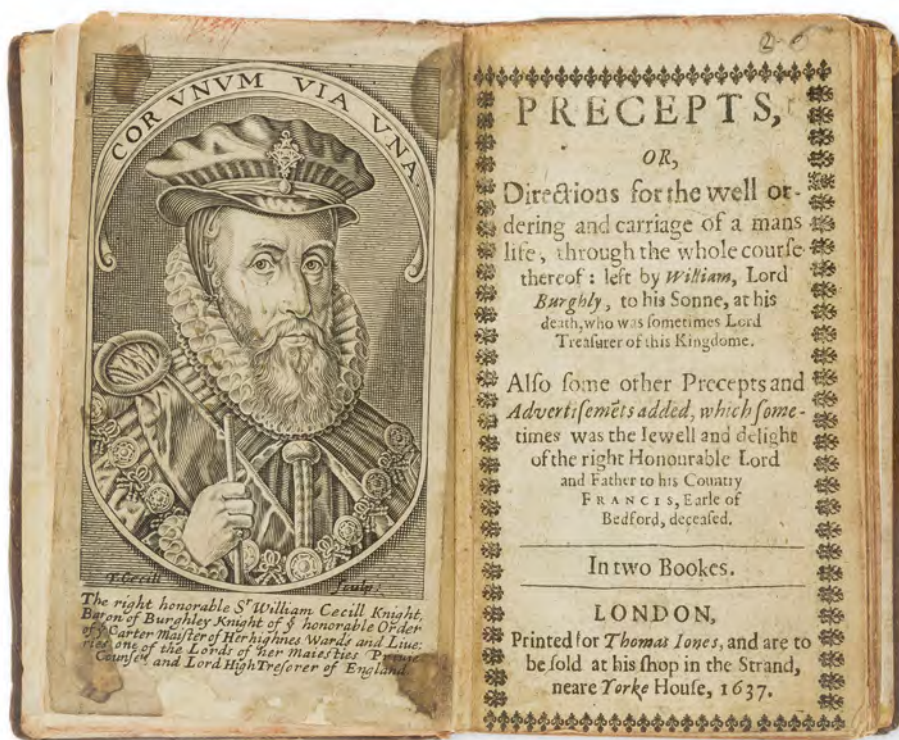 COR VNVM VIA VNA.
T. Cecill sculp:
The right honorable Sʳ William Cecill Knight,
Baron of Burghley Knight of yͤ honorable Order
of yͤ Garter Maister of Her highnes Wards and Liue:
ries one of the Lords of her maiesties Priuie
Counsell and Lord High Tresorer of England
PRECEPTS,
OR,
Directions for the well or-
dering and carriage of a mans
life, through the whole courſe
thereof: left by William, Lord
Burghly, to his Sonne, at his
death, who was ſometimes Lord
Treaſurer of this Kingdome.
Alſo ſome other Precepts and
Advertiſemēts added, which ſome-
times was the Iewell and delight
of the right Honourable Lord
and Father to his Country
FRANCIS, Earle of
Bedford, deceaſed.
In two Bookes.
LONDON,
Printed for Thomas Iones, and are to
be ſold at his ſhop in the Strand,
neare Yorke Houſe, 1637.